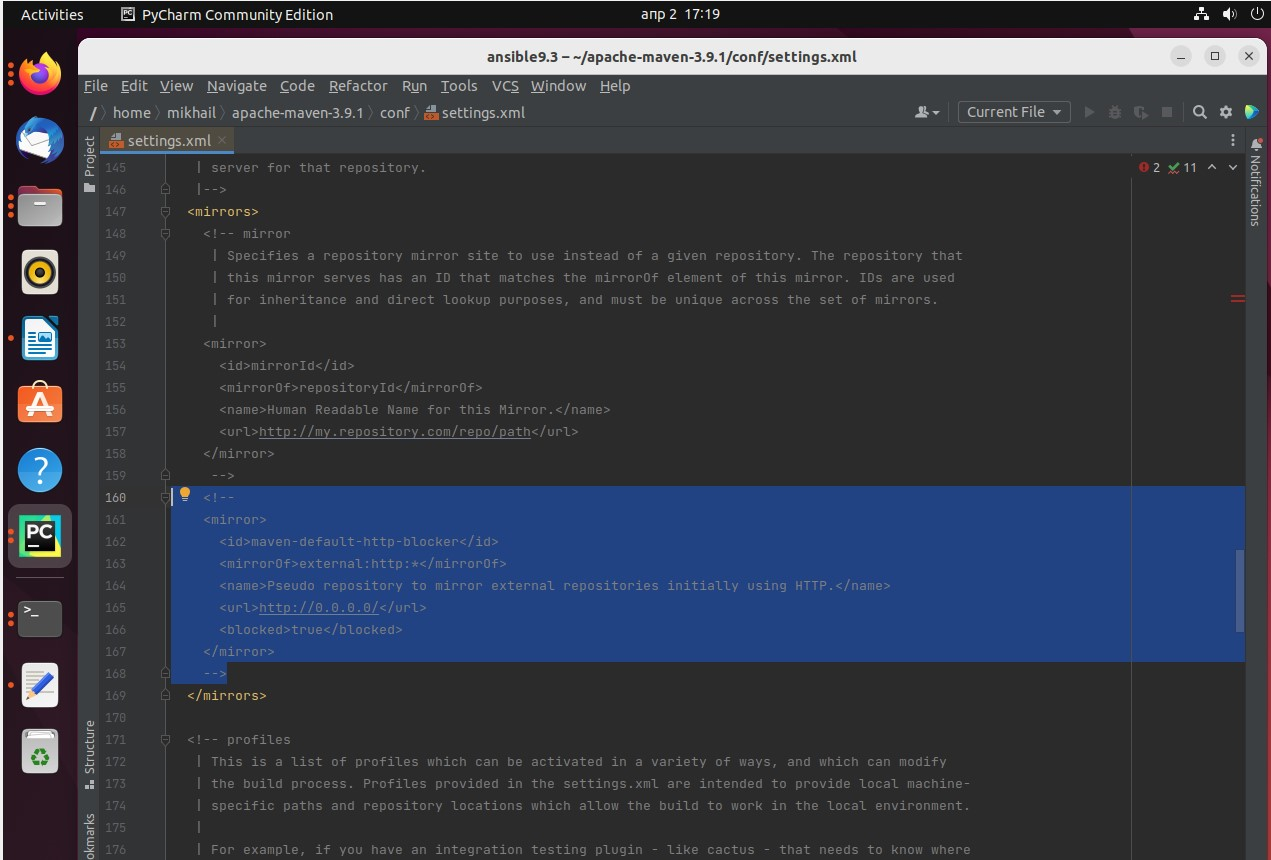 Activities PyCharm Community Edition апр 2 17:19
ansible9.3 – ~/apache-maven-3.9.1/conf/settings.xml
File Edit View Navigate Code Refactor Run Tools VCS Window Help
/ home mikhail apache-maven-3.9.1 conf settings.xml Current File
settings.xml
Project
Notifications
2 11
145 | server for that repository.
146 |-->
147 <mirrors>
148 <!-- mirror
149 | Specifies a repository mirror site to use instead of a given repository. The repository that
150 | this mirror serves has an ID that matches the mirrorOf element of this mirror. IDs are used
151 | for inheritance and direct lookup purposes, and must be unique across the set of mirrors.
152 |
153 <mirror>
154 <id>mirrorId</id>
155 <mirrorOf>repositoryId</mirrorOf>
156 <name>Human Readable Name for this Mirror.</name>
157 <url>http://my.repository.com/repo/path</url>
158 </mirror>
159 -->
160 <!--
161 <mirror>
162 <id>maven-default-http-blocker</id>
163 <mirrorOf>external:http:*</mirrorOf>
164 <name>Pseudo repository to mirror external repositories initially using HTTP.</name>
165 <url>http://0.0.0.0/</url>
166 <blocked>true</blocked>
167 </mirror>
168 -->
169 </mirrors>
170
171 <!-- profiles
172 | This is a list of profiles which can be activated in a variety of ways, and which can modify
173 | the build process. Profiles provided in the settings.xml are intended to provide local machine-
174 | specific paths and repository locations which allow the build to work in the local environment.
175 |
176 | For example, if you have an integration testing plugin - like cactus - that needs to know where
Structure
okmarks
PC
>_